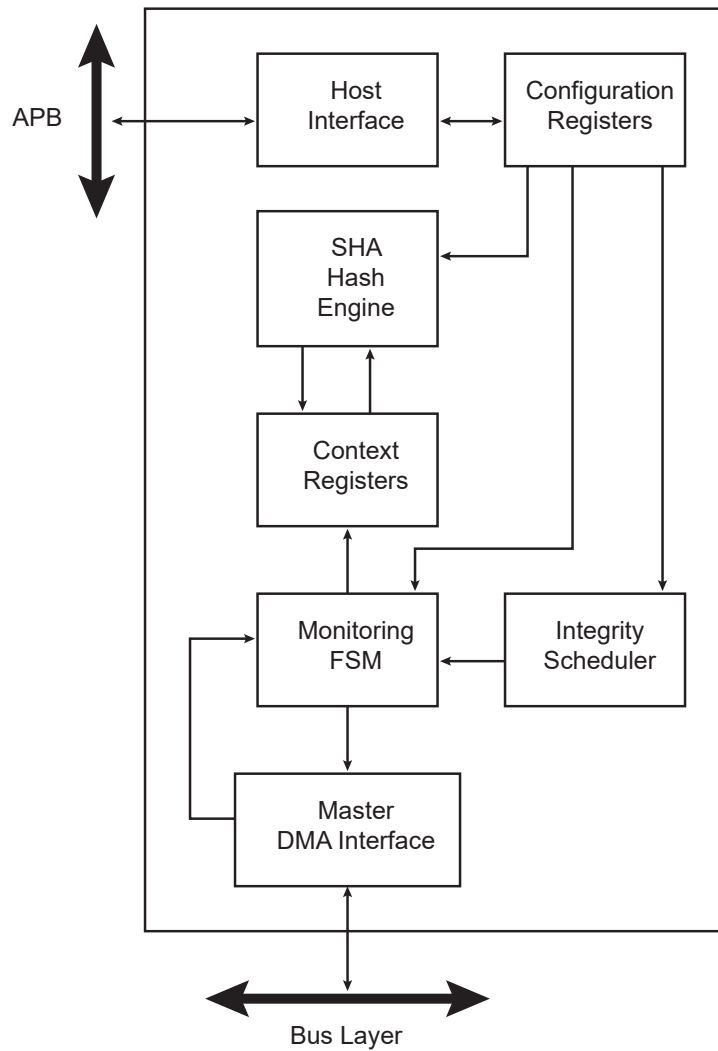 APB
Host
Interface
Configuration
Registers
SHA
Hash
Engine
Context
Registers
Monitoring
FSM
Integrity
Scheduler
Master
DMA Interface
Bus Layer